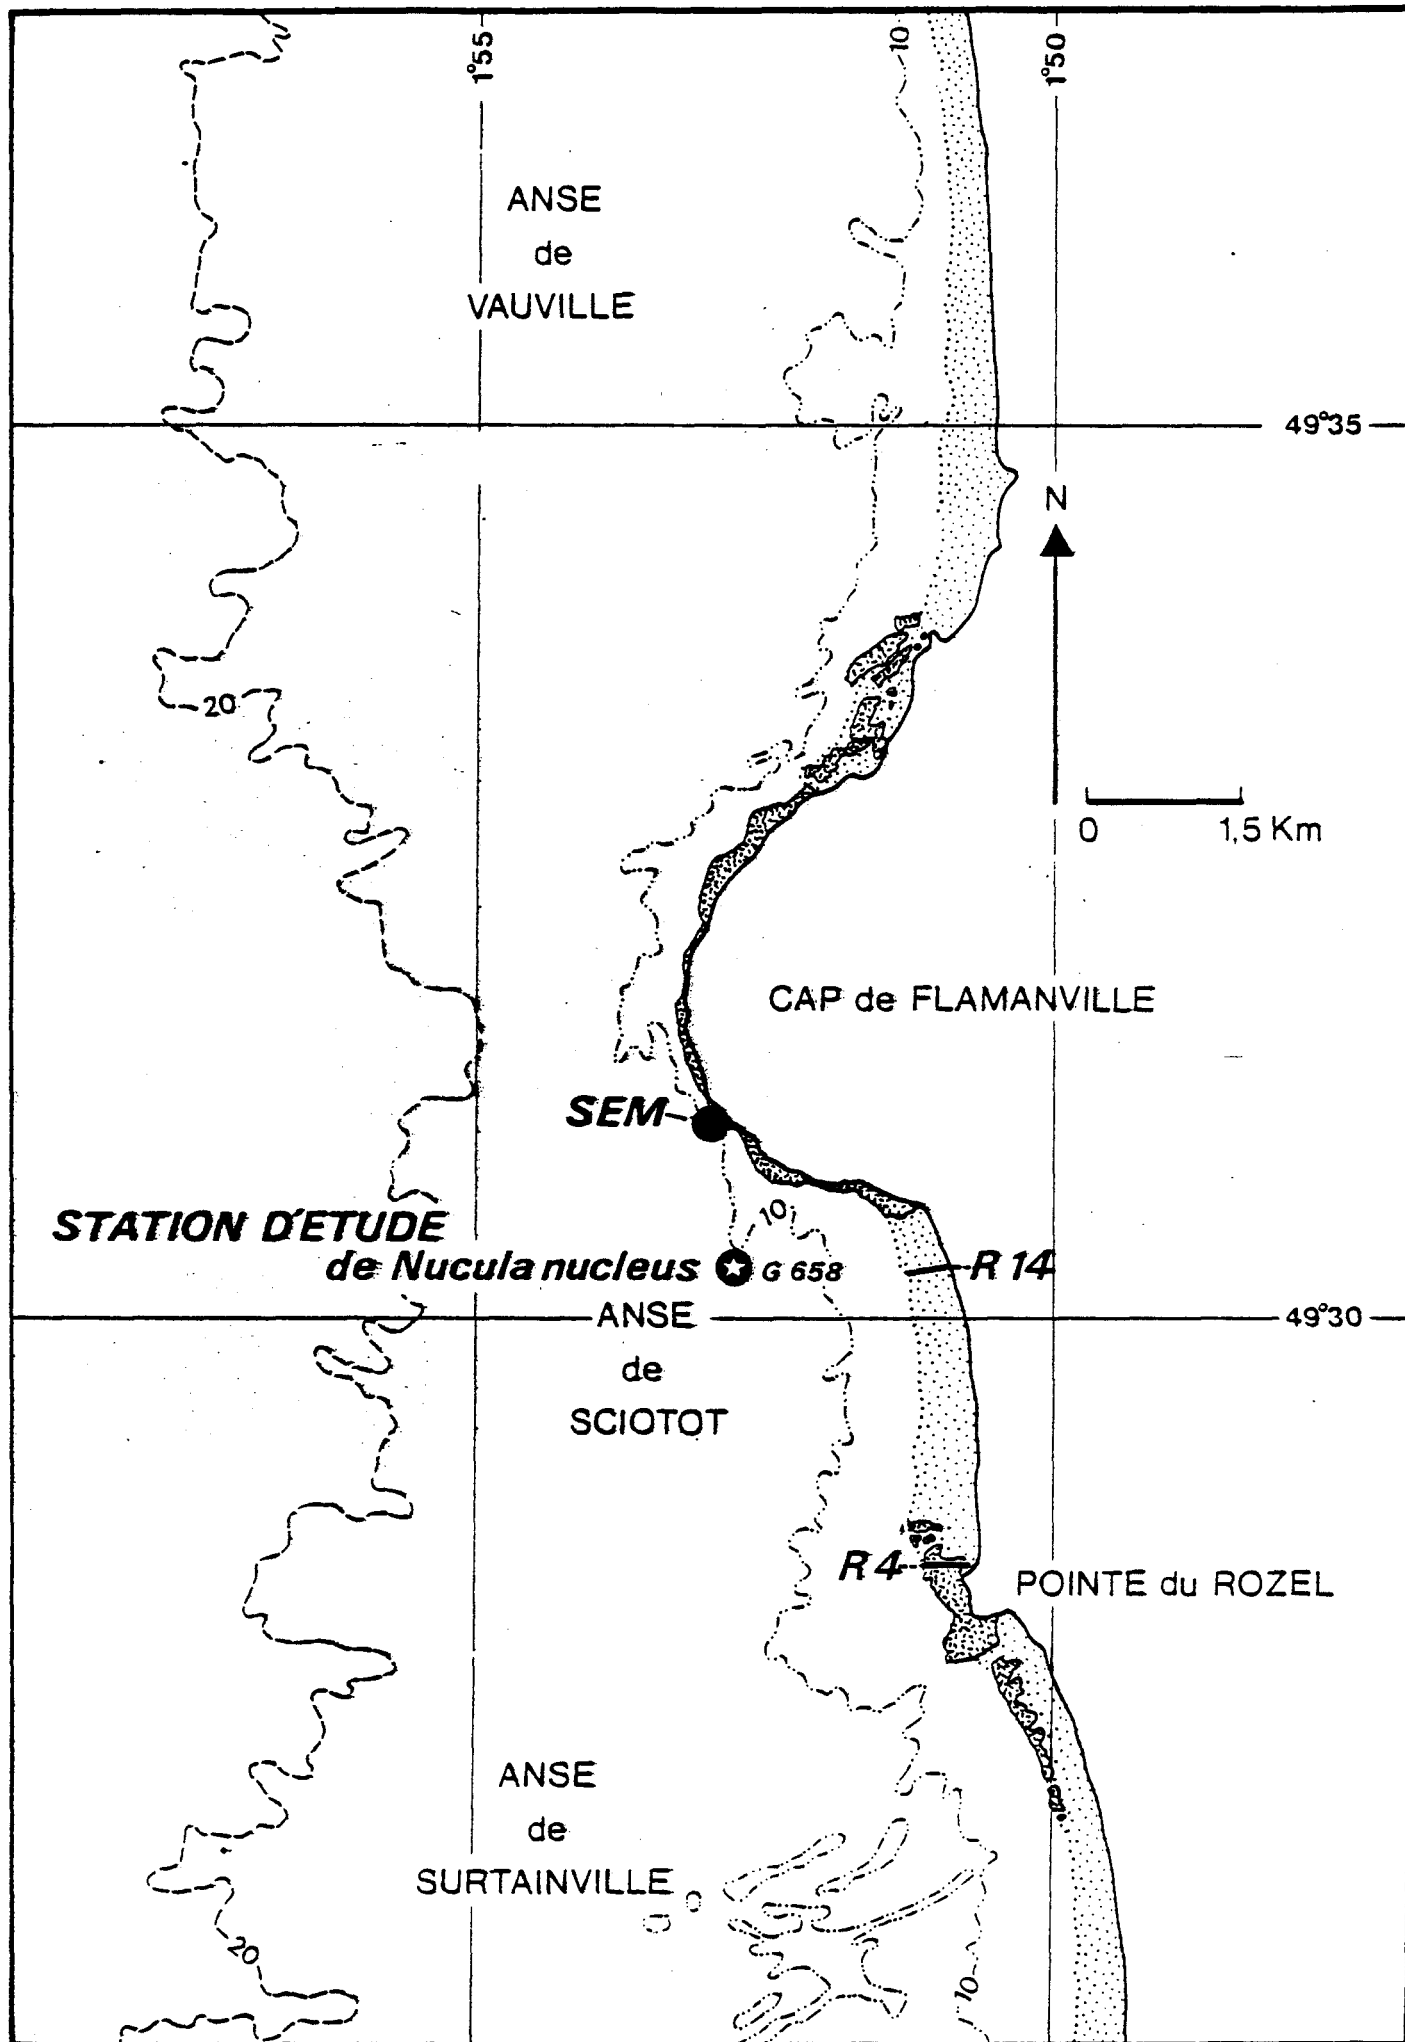 1°55
10
1°50
ANSE
de
VAUVILLE
49°35
N
20
0 1,5 Km
CAP de FLAMANVILLE
SEM
STATION D'ETUDE
de Nucula nucleus
G 658
10
R 14
ANSE
de
SCIOTOT
49°30
R 4
POINTE du ROZEL
ANSE
de
SURTAINVILLE
20
10